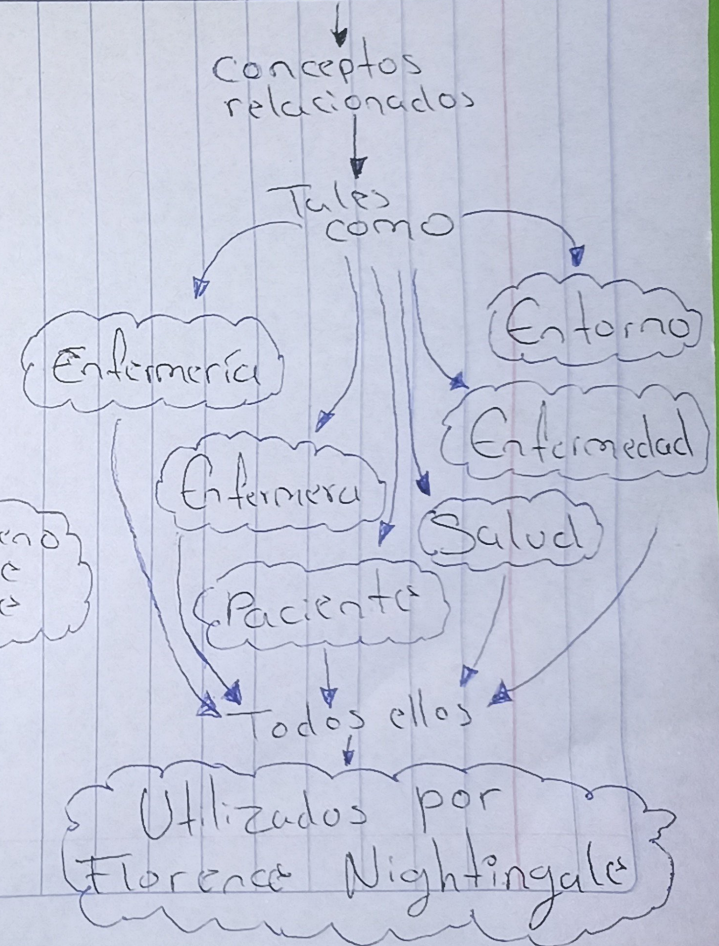 Conceptos
relacionados
Tales
como
Entorno
Enfermería
Enfermedad
Enfermera
Salud
Paciente
Todos ellos
Utilizados por
Florence Nightingale